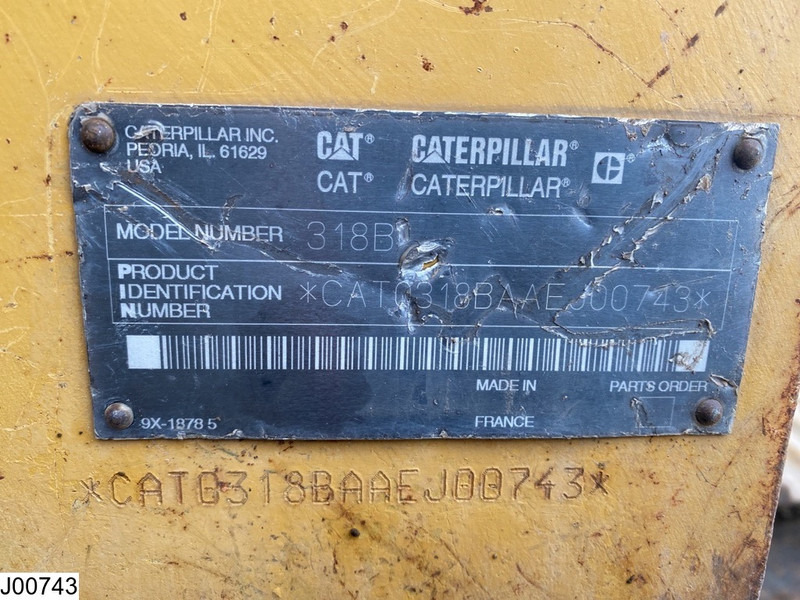 CATERPILLAR INC.
PEORIA, IL. 61629
USA
CAT® CATERPILLAR®
CAT® CATERPILLAR®
MODEL NUMBER 318B
PRODUCT
IDENTIFICATION
NUMBER
*CAT0318BAAEJ00743*
MADE IN
FRANCE
PARTS ORDER
9X-1878 5
*CAT0318BAAEJ00743*
J00743